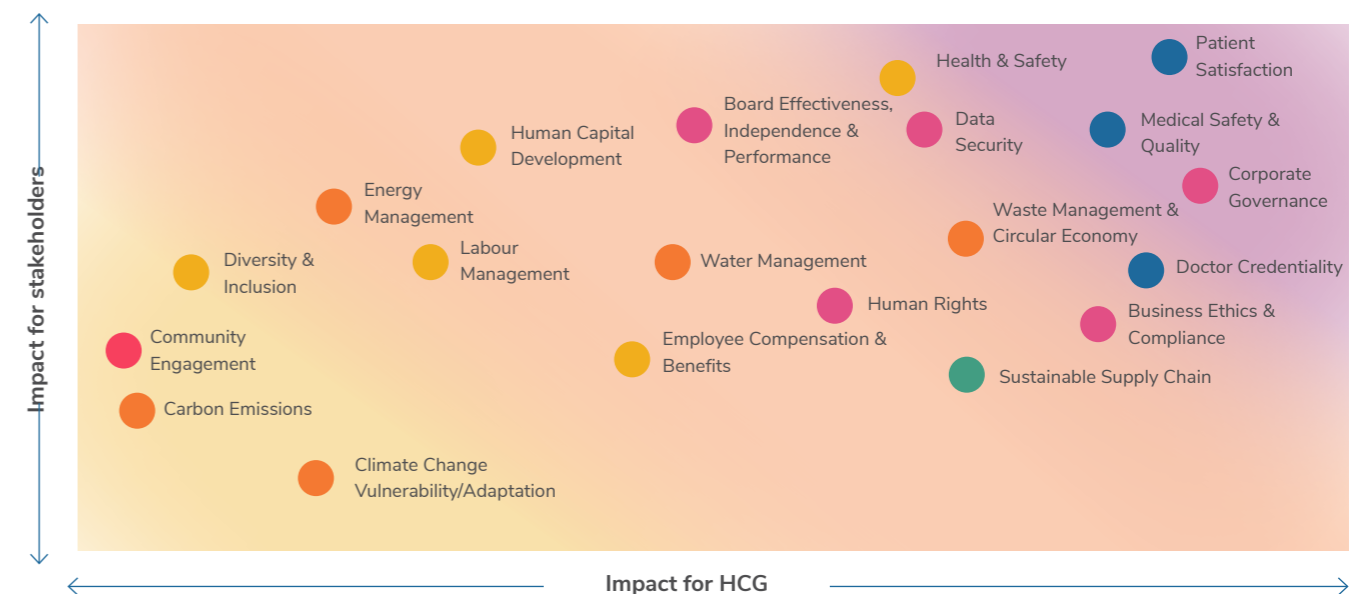 Impact for stakeholders
Patient
Satisfaction
Health & Safety
Board Effectiveness,
Independence &
Performance
Data
Security
Medical Safety &
Quality
Human Capital
Development
Corporate
Governance
Energy
Management
Waste Management &
Circular Economy
Labour
Management
Diversity &
Inclusion
Water Management
Doctor Credentiality
Human Rights
Business Ethics &
Compliance
Community
Engagement
Employee Compensation &
Benefits
Sustainable Supply Chain
Carbon Emissions
Climate Change
Vulnerability/Adaptation
Impact for HCG